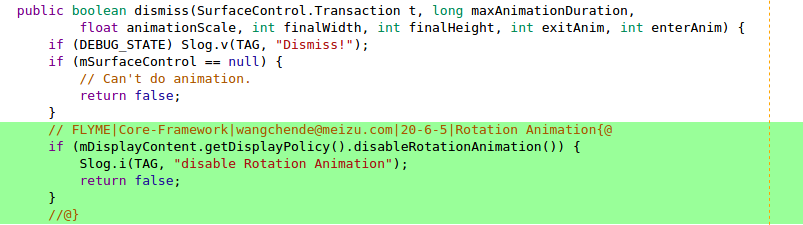 public boolean dismiss(SurfaceControl.Transaction t, long maxAnimationDuration,
        float animationScale, int finalWidth, int finalHeight, int exitAnim, int enterAnim) {
    if (DEBUG_STATE) Slog.v(TAG, "Dismiss!");
    if (mSurfaceControl == null) {
        // Can't do animation.
        return false;
    }
    // FLYME|Core-Framework|wangchende@meizu.com|20-6-5|Rotation Animation{@
    if (mDisplayContent.getDisplayPolicy().disableRotationAnimation()) {
        Slog.i(TAG, "disable Rotation Animation");
        return false;
    }
    //@}